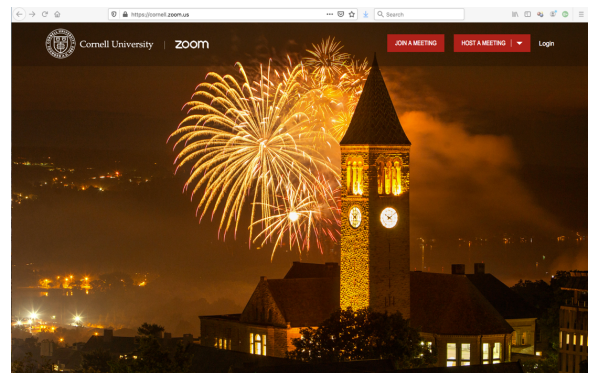 https://cornell.zoom.us
Search
Cornell University
zoom
JOIN A MEETING
HOST A MEETING
Login